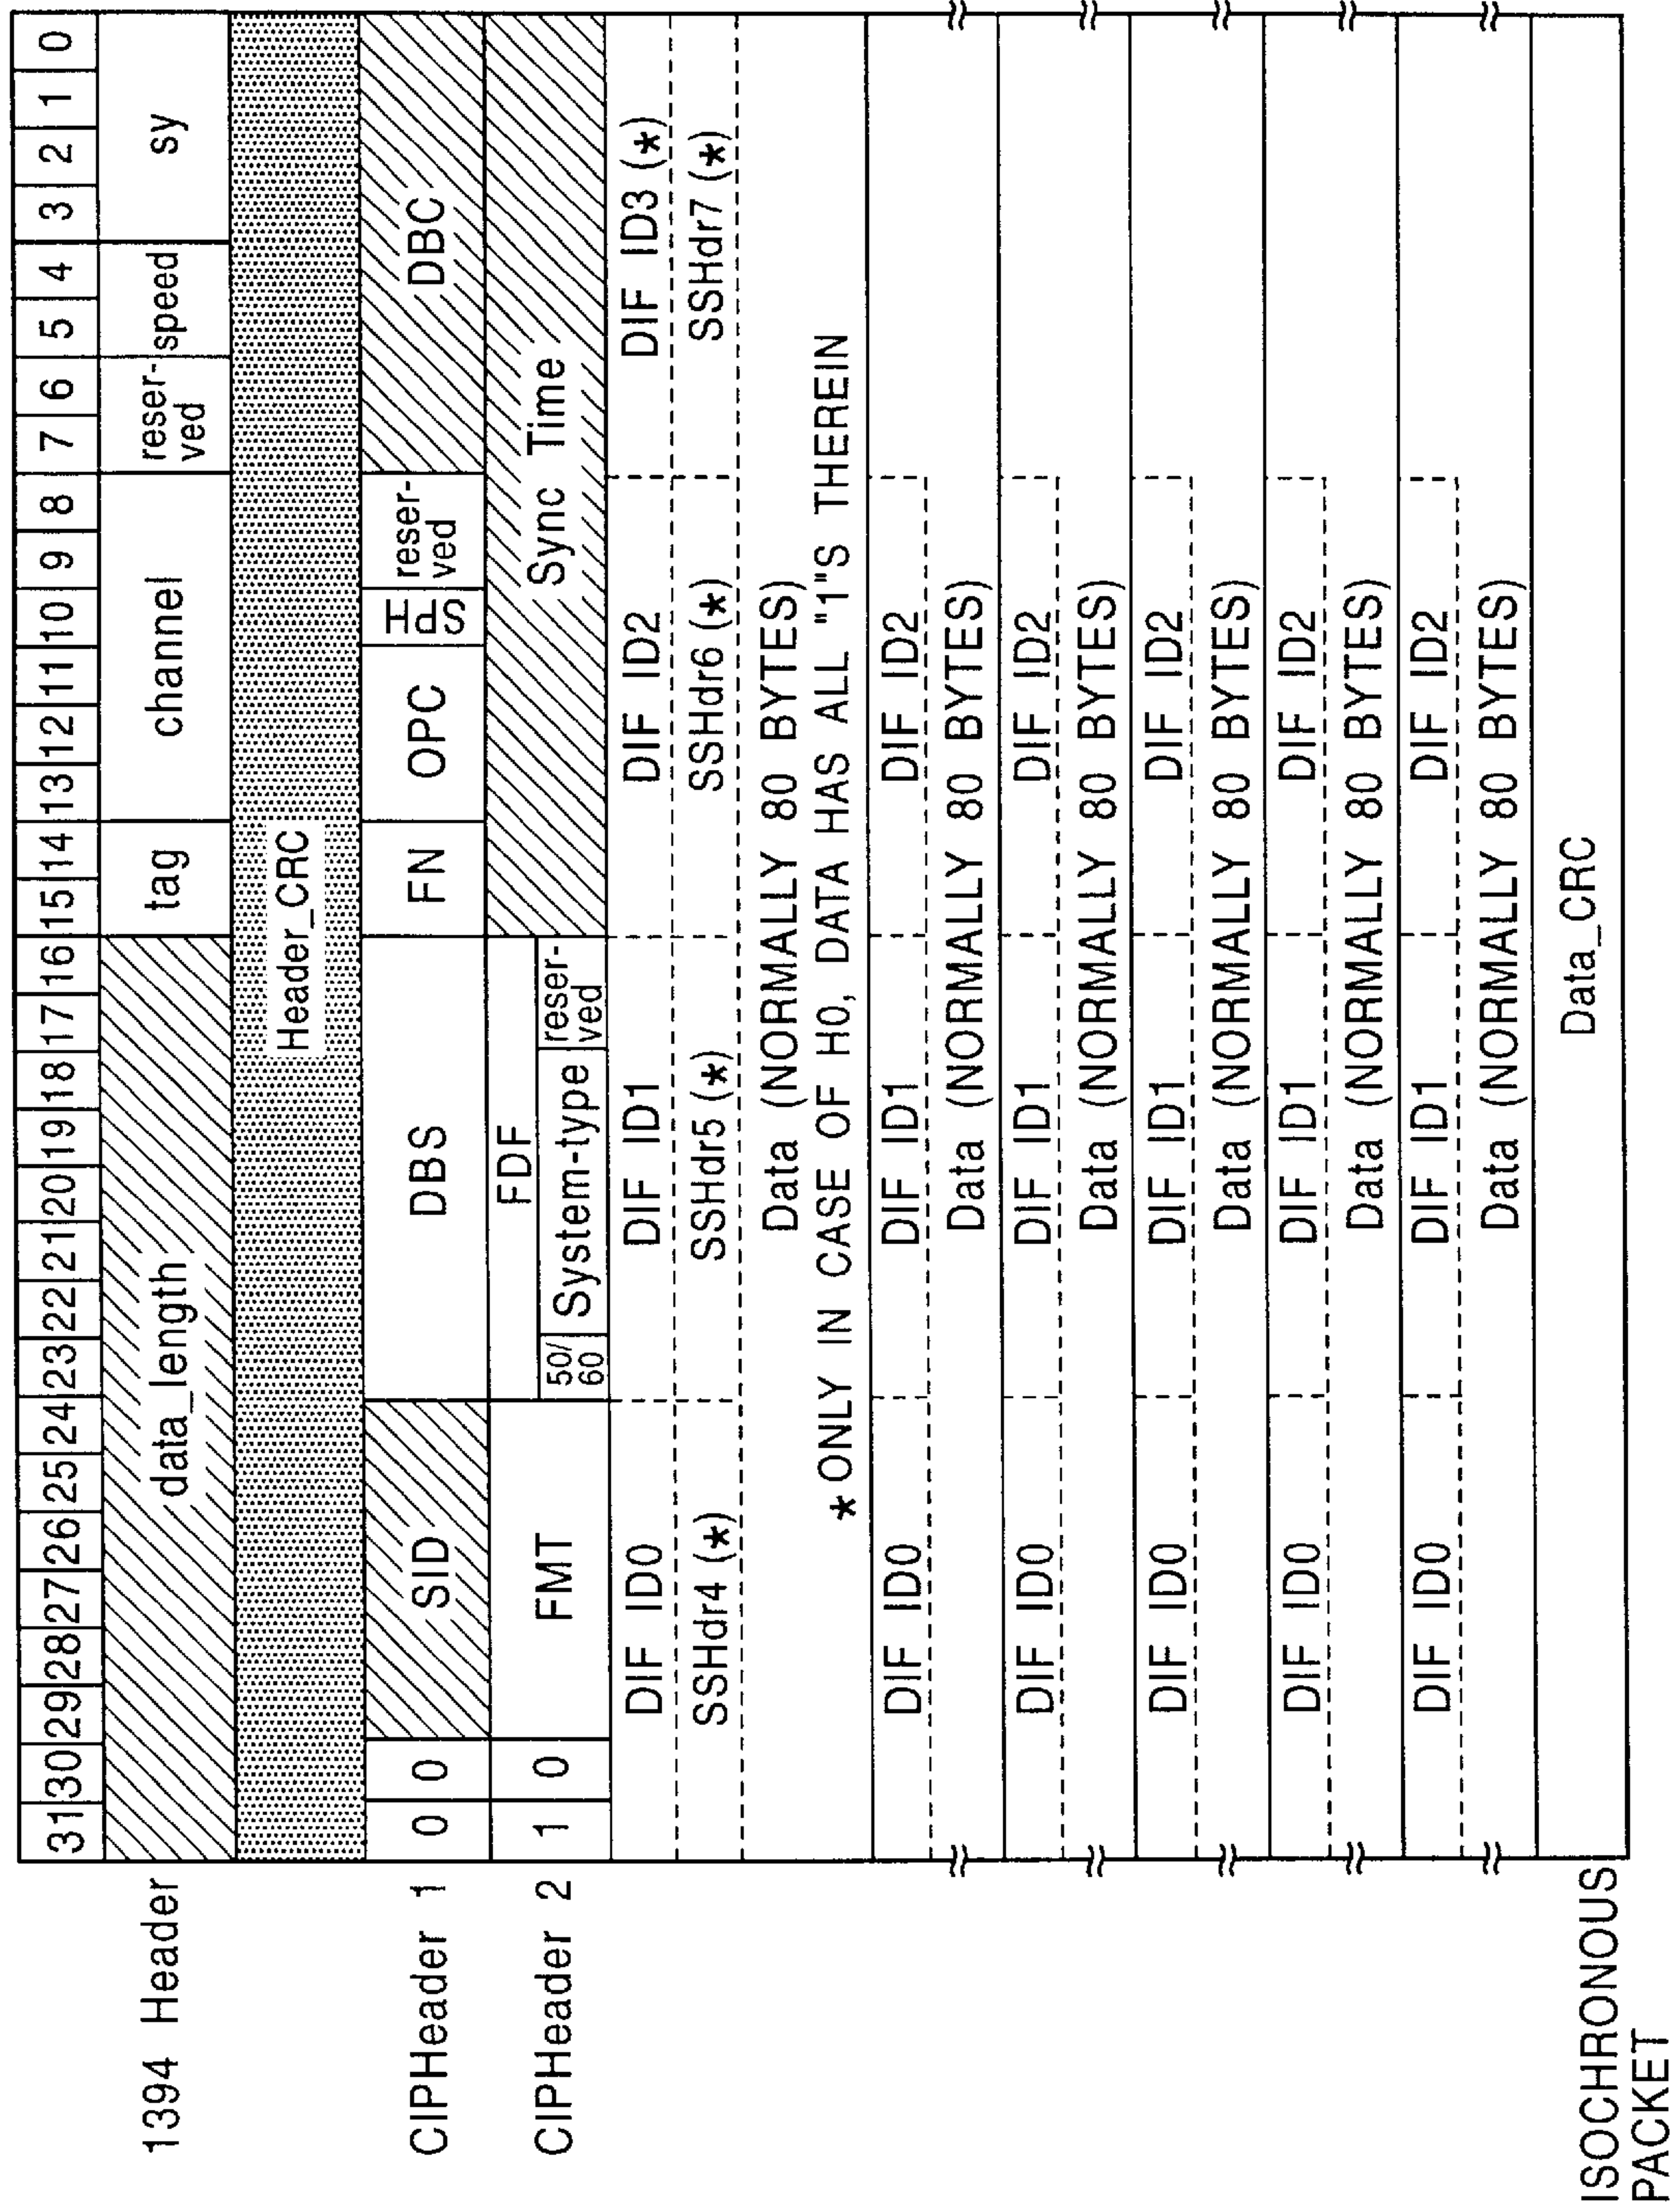 31 30 29 28 27 26 25 24 23 22 21 20 19 18 17 16 15 14 13 12 11 10 9 8 7 6 5 4 3 2 1 0
1394 Header data_length tag channel reser- speed sy
ved
Header_CRC
CIPHeader 1 0 0 SID DBS FN OPC SPH reser- DBC
ved
CIPHeader 2 1 0 FMT FDF Sync Time
50/ System-type reser-
60 ved
DIF ID0 DIF ID1 DIF ID2 DIF ID3 (*)
SSHdr4 (*) SSHdr5 (*) SSHdr6 (*) SSHdr7 (*)
Data (NORMALLY 80 BYTES)
* ONLY IN CASE OF H0, DATA HAS ALL "1"S THEREIN
DIF ID0 DIF ID1 DIF ID2
Data (NORMALLY 80 BYTES)
DIF ID0 DIF ID1 DIF ID2
Data (NORMALLY 80 BYTES)
DIF ID0 DIF ID1 DIF ID2
Data (NORMALLY 80 BYTES)
DIF ID0 DIF ID1 DIF ID2
Data (NORMALLY 80 BYTES)
DIF ID0 DIF ID1 DIF ID2
Data (NORMALLY 80 BYTES)
Data_CRC
ISOCHRONOUS
PACKET